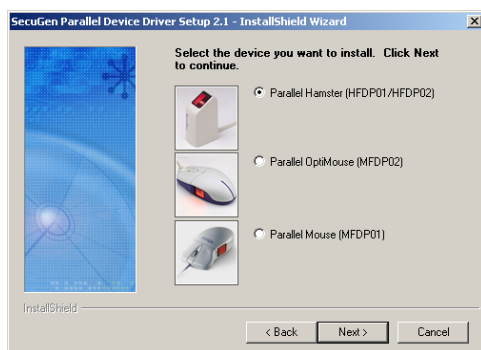 SecuGen Parallel Device Driver Setup 2.1 - InstallShield Wizard
Select the device you want to install. Click Next
to continue.
Parallel Hamster (HFDP01/HFDP02)
Parallel OptiMouse (MFDP02)
Parallel Mouse (MFDP01)
InstallShield
< Back
Next >
Cancel